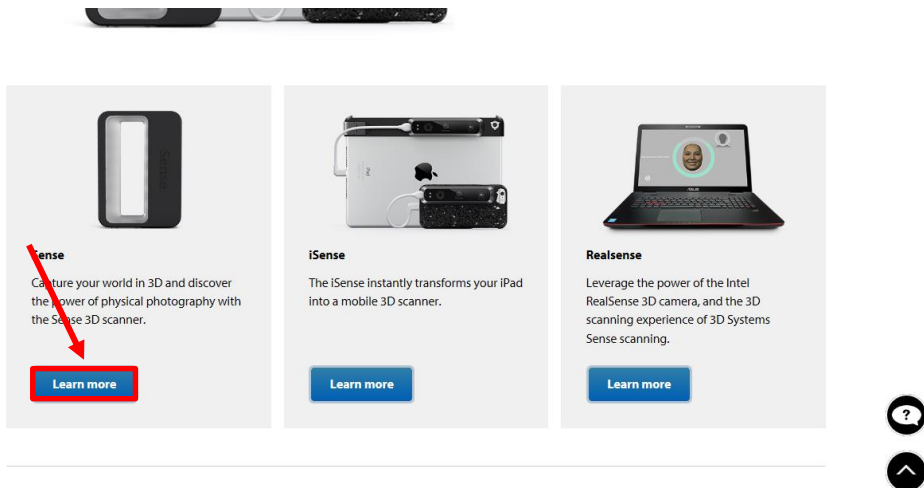 Sense
iPad
Sense
Capture your world in 3D and discover
the power of physical photography with
the Sense 3D scanner.
Learn more
iSense
The iSense instantly transforms your iPad
into a mobile 3D scanner.
Learn more
Realsense
Leverage the power of the Intel
RealSense 3D camera, and the 3D
scanning experience of 3D Systems
Sense scanning.
Learn more
?